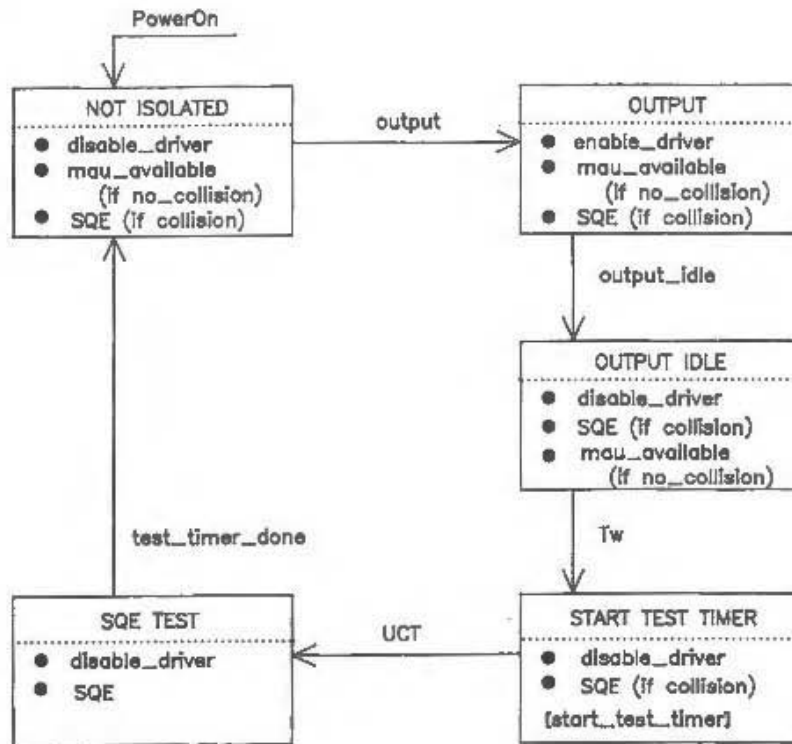 PowerOn
NOT ISOLATED
● disable_driver
● mau_available
(if no_collision)
● SQE (if collision)
output
OUTPUT
● enable_driver
● mau_available
(if no_collision)
● SQE (if collision)
output_idle
OUTPUT IDLE
● disable_driver
● SQE (if collision)
● mau_available
(if no_collision)
Tw
START TEST TIMER
● disable_driver
● SQE (if collision)
[start_test_timer]
UCT
SQE TEST
● disable_driver
● SQE
test_timer_done